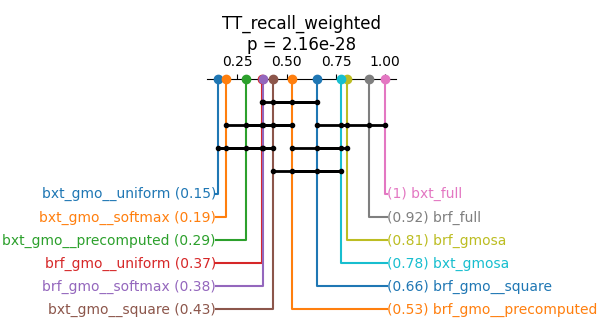 TT_recall_weighted
p = 2.16e-28
0.25 0.50 0.75 1.00
bxt_gmo__uniform (0.15)
(1) bxt_full
bxt_gmo__softmax (0.19)
(0.92) brf_full
bxt_gmo__precomputed (0.29)
(0.81) brf_gmosa
brf_gmo__uniform (0.37)
(0.78) bxt_gmosa
brf_gmo__softmax (0.38)
(0.66) brf_gmo__square
bxt_gmo__square (0.43)
(0.53) brf_gmo__precomputed